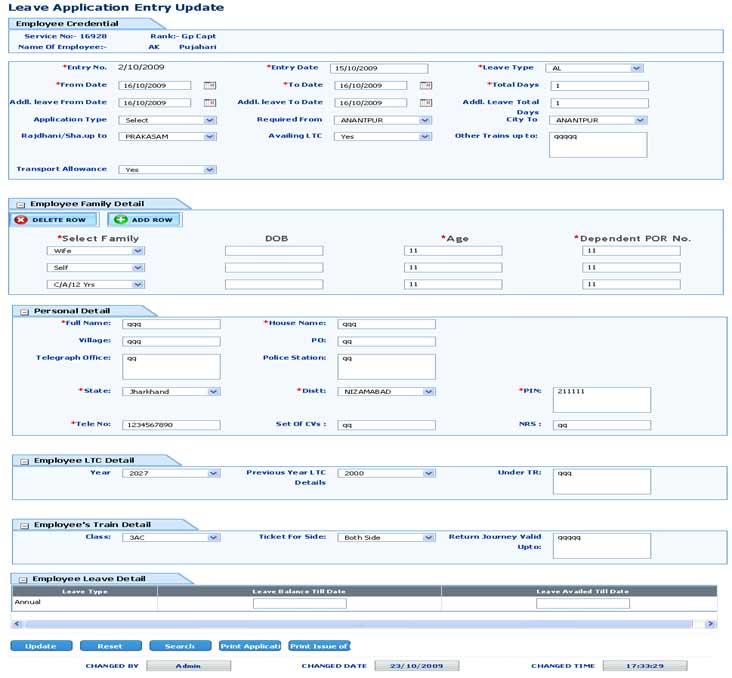 Leave Application Entry Update
Employee Credential
Service No:- 16928 Rank:- Gp Capt
Name Of Employee:- AK Pujahari
*Entry No. 2/10/2009 *Entry Date 15/10/2009 *Leave Type AL
*From Date 16/10/2009 *To Date 16/10/2009 *Total Days 1
Addl. leave From Date 16/10/2009 Addl. leave To Date 16/10/2009 Addl. Leave Total Days 1
Application Type Select Required From ANANTPUR City To ANANTPUR
Rajdhani/Sha.up to PRAKASAM Availing LTC Yes Other Trains up to: qqqqq
Transport Allowance Yes
Employee Family Detail
DELETE ROW ADD ROW
*Select Family DOB *Age *Dependent POR No.
Wife 11 11
Self 11 11
C/A/12 Yrs 11 11
Personal Detail
*Full Name: qqq *House Name: qqq
Village: qqq PO: qq
Telegraph Office: qq Police Station: qq
*State: Jharkhand *Distt: NIZAMABAD *PIN: 211111
*Tele No: 1234567890 Set Of CVs : qq NRS : qq
Employee LTC Detail
Year 2027 Previous Year LTC Details 2000 Under TR: qqq
Employee's Train Detail
Class: 3AC Ticket For Side: Both Side Return Journey Valid Upto: qqqqq
Employee Leave Detail
Leave Type Leave Balance Till Date Leave Availed Till Date
Annual
Update Reset Search Print Applicati Print Issue of
CHANGED BY Admin CHANGED DATE 23/10/2009 CHANGED TIME 17:33:29